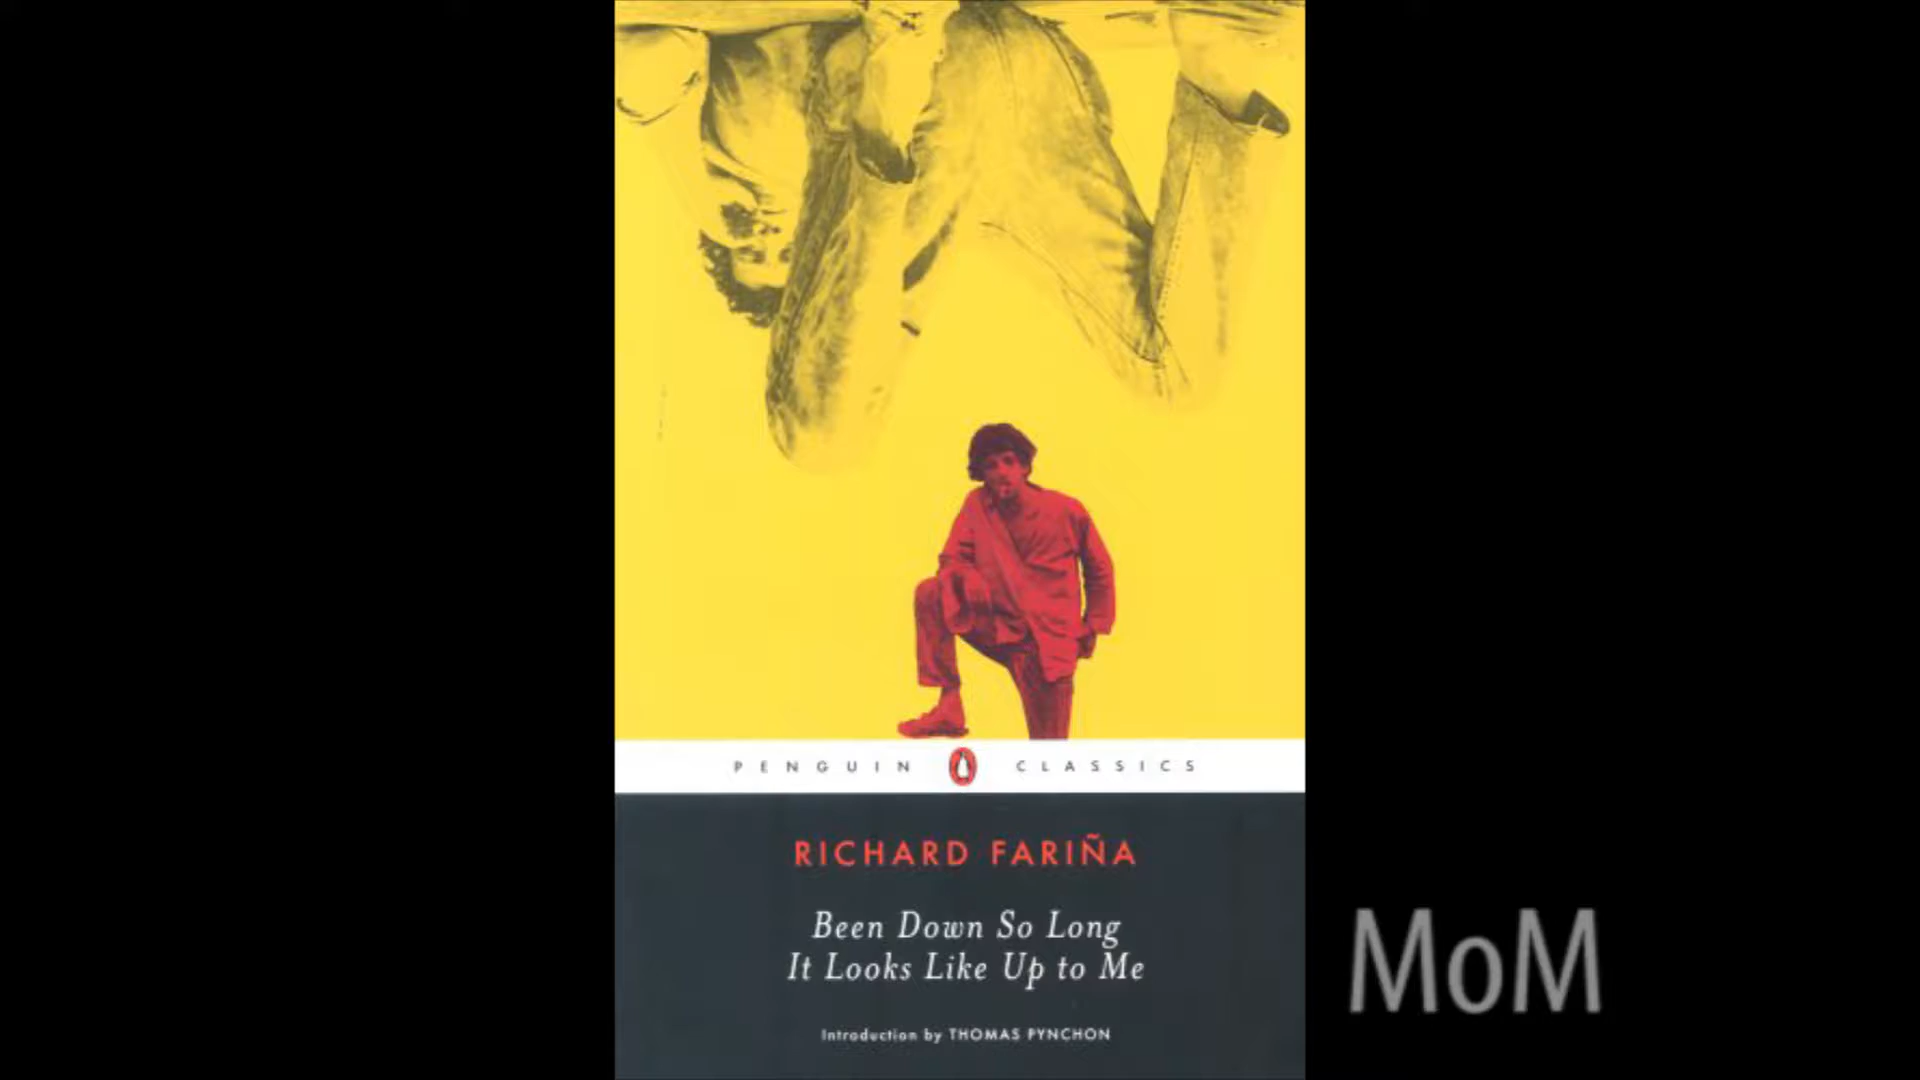 PENGUIN CLASSICS
RICHARD FARIÑA
Been Down So Long
It Looks Like Up to Me
Introduction by THOMAS PYNCHON
MoM